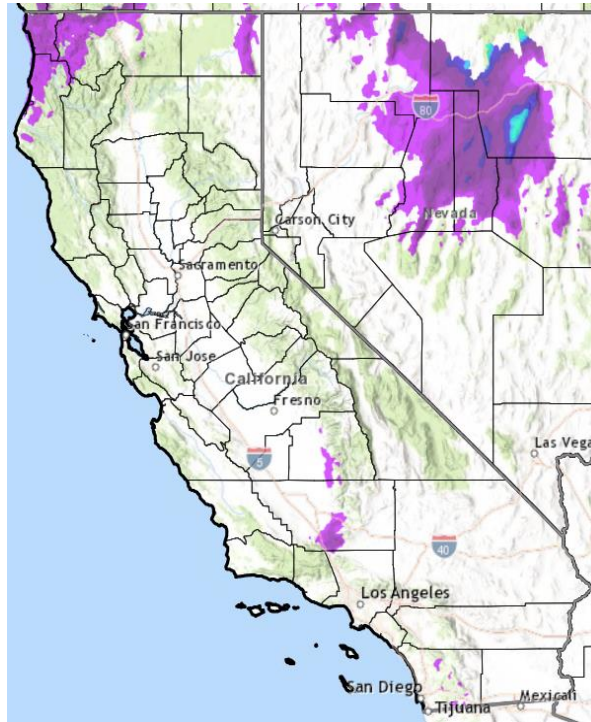 80
Nevada
Carson City
Sacramento
San Francisco
San Jose
California
Fresno
5
Las Vega
40
Los Angeles
San Diego
Tijuana
Mexicali